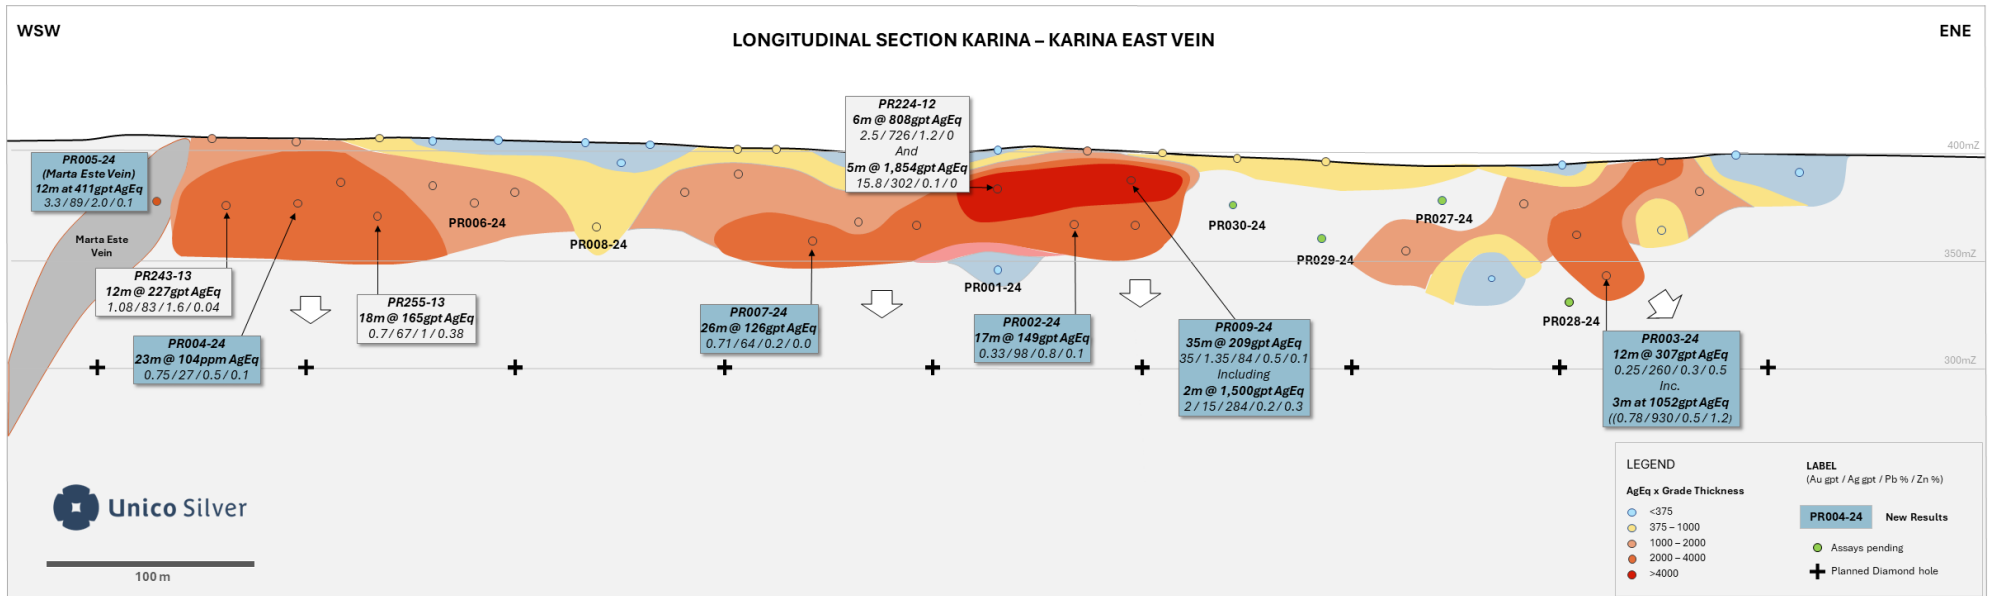 WSW
ENE
LONGITUDINAL SECTION KARINA – KARINA EAST VEIN
PR224-12
6m @ 808gpt AgEq
2.5 / 726 / 1.2 / 0
And
5m @ 1,854gpt AgEq
15.8 / 302 / 0.1 / 0
400mZ
PR005-24
(Marta Este Vein)
12m at 411gpt AgEq
3.3 / 89 / 2.0 / 0.1
PR006-24
PR008-24
PR030-24
PR027-24
Marta Este
Vein
350mZ
PR029-24
PR243-13
12m @ 227gpt AgEq
1.08 / 83 / 1.6 / 0.04
PR001-24
PR255-13
18m @ 165gpt AgEq
0.7 / 67 / 1 / 0.38
PR007-24
26m @ 126gpt AgEq
0.71 / 64 / 0.2 / 0.0
PR002-24
17m @ 149gpt AgEq
0.33 / 98 / 0.8 / 0.1
PR009-24
35m @ 209gpt AgEq
35 / 1.35 / 84 / 0.5 / 0.1
Including
2m @ 1,500gpt AgEq
2 / 15 / 284 / 0.2 / 0.3
PR028-24
PR004-24
23m @ 104ppm AgEq
0.75 / 27 / 0.5 / 0.1
PR003-24
12m @ 307gpt AgEq
0.25 / 260 / 0.3 / 0.5
Inc.
3m at 1052gpt AgEq
((0.78 / 930 / 0.5 / 1.2)
300mZ
Unico Silver
100 m
LEGEND
AgEq x Grade Thickness
<375
375 – 1000
1000 – 2000
2000 – 4000
>4000
LABEL
(Au gpt / Ag gpt / Pb % / Zn %)
PR004-24
New Results
Assays pending
Planned Diamond hole